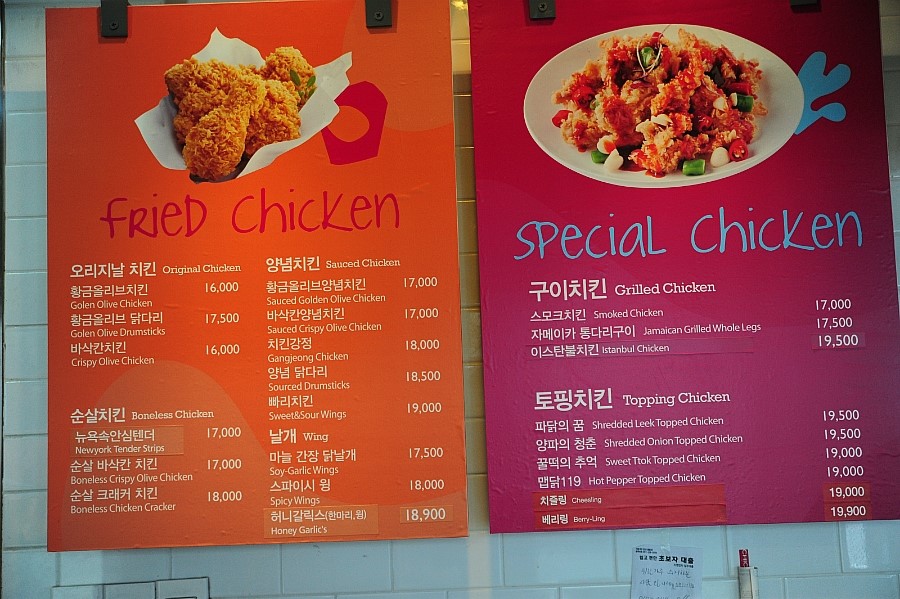 FRieD Chicken
오리지날 치킨 Original Chicken
황금올리브치킨 16,000
Golen Olive Chicken
황금올리브 닭다리 17,500
Golen Olive Drumsticks
바삭칸치킨 16,000
Crispy Olive Chicken
순살치킨 Boneless Chicken
뉴욕속안심텐더 17,000
Newyork Tender Strips
순살 바삭칸 치킨 17,000
Boneless Crispy Olive Chicken
순살 크래커 치킨 18,000
Boneless Chicken Cracker
양념치킨 Sauced Chicken
황금올리브양념치킨 17,000
Sauced Golden Olive Chicken
바삭칸양념치킨 17,000
Sauced Crispy Olive Chicken
치킨강정 18,000
Gangjeong Chicken
양념 닭다리 18,500
Sourced Drumsticks
빠리치킨 19,000
Sweet&Sour Wings
날개 Wing
마늘 간장 닭날개 17,500
Soy-Garlic Wings
스파이시 윙 18,000
Spicy Wings
허니갈릭스(한마리,윙) 18,900
Honey Garlic's
SPeciaL Chicken
구이치킨 Grilled Chicken
스모크치킨 Smoked Chicken 17,000
자메이카 통다리구이 Jamaican Grilled Whole Legs 17,500
이스탄불치킨 Istanbul Chicken 19,500
토핑치킨 Topping Chicken
파닭의 꿈 Shredded Leek Topped Chicken 19,500
양파의 청춘 Shredded Onion Topped Chicken 19,500
꿀떡의 추억 Sweet Ttok Topped Chicken 19,000
맵닭119 Hot Pepper Topped Chicken 19,000
치즐링 Cheesling 19,000
베리링 Berry-Ling 19,900
초보자 대출